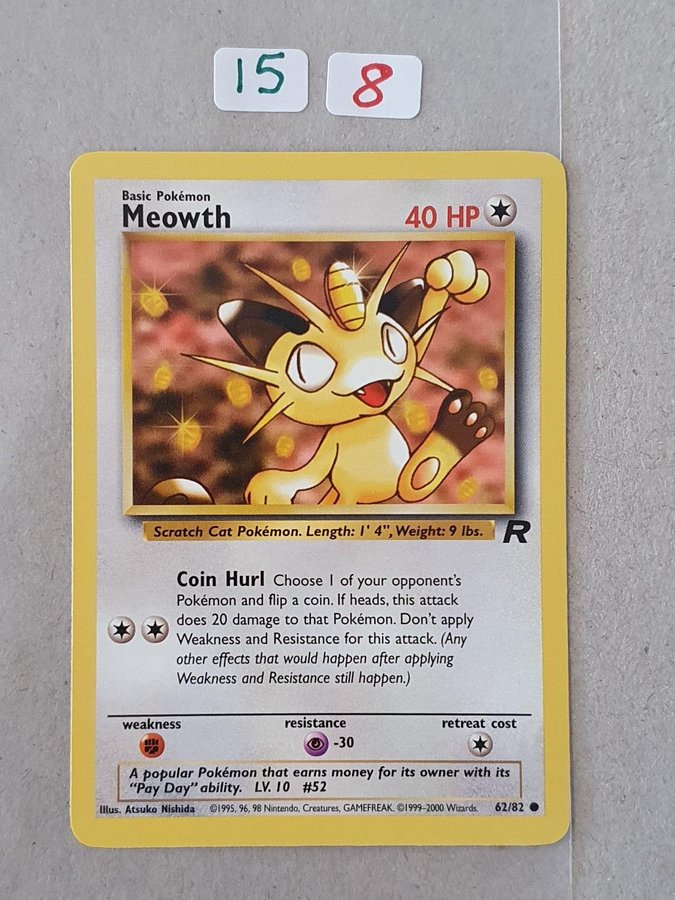 15 8
Basic Pokémon
Meowth 40 HP
Scratch Cat Pokémon. Length: 1' 4", Weight: 9 lbs.
R
Coin Hurl Choose 1 of your opponent's
Pokémon and flip a coin. If heads, this attack
does 20 damage to that Pokémon. Don't apply
Weakness and Resistance for this attack. (Any
other effects that would happen after applying
Weakness and Resistance still happen.)
weakness resistance retreat cost
-30
A popular Pokémon that earns money for its owner with its
"Pay Day" ability. LV. 10 #52
Illus. Atsuko Nishida ©1995, 96, 98 Nintendo, Creatures, GAMEFREAK. ©1999-2000 Wizards. 62/82